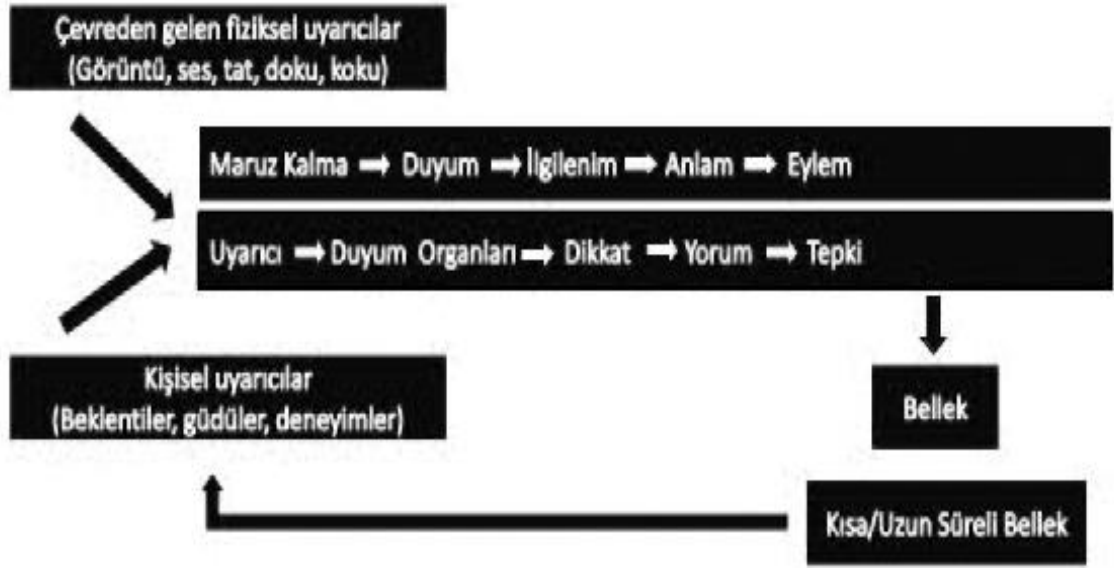 Çevreden gelen fiziksel uyarıcılar
(Görüntü, ses, tat, doku, koku)
Maruz Kalma → Duyum → İlgilenim → Anlam → Eylem
Uyarıcı → Duyum Organları → Dikkat → Yorum → Tepki
Kişisel uyarıcılar
(Beklentiler, güdüler, deneyimler)
Bellek
Kısa/Uzun Süreli Bellek